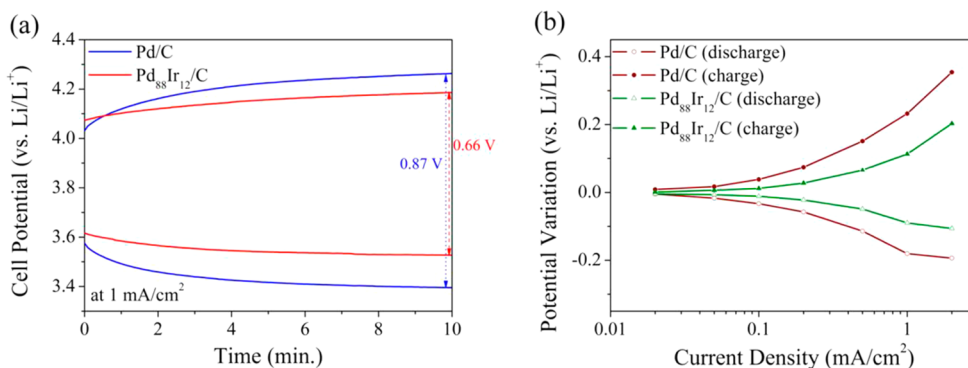 (a)
Cell Potential (vs. Li/Li⁺)
4.4
4.2
4.0
3.8
3.6
3.4
Pd/C
Pd₈₈Ir₁₂/C
0.66 V
0.87 V
at 1 mA/cm²
0 2 4 6 8 10
Time (min.)
(b)
Potential Variation (vs. Li/Li⁺)
0.4
0.2
0.0
-0.2
Pd/C (discharge)
Pd/C (charge)
Pd₈₈Ir₁₂/C (discharge)
Pd₈₈Ir₁₂/C (charge)
0.01 0.1 1
Current Density (mA/cm²)